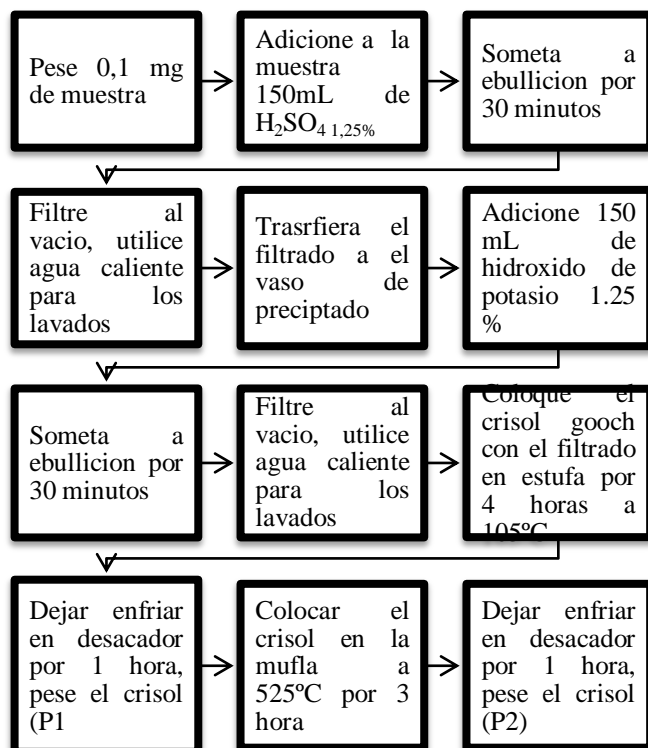 Pese 0,1 mg
de muestra
Adicione a la
muestra
150mL de
H₂SO₄ 1,25%
Someta a
ebullicion por
30 minutos
Filtre al
vacio, utilice
agua caliente
para los
lavados
Trasrfiera el
filtrado a el
vaso de
preciptado
Adicione 150
mL de
hidroxido de
potasio 1.25
%
Someta a
ebullicion por
30 minutos
Filtre al
vacio, utilice
agua caliente
para los
lavados
Coloque el
crisol gooch
con el filtrado
en estufa por
4 horas a
105ºC
Dejar enfriar
en desacador
por 1 hora,
pese el crisol
(P1
Colocar el
crisol en la
mufla a
525ºC por 3
hora
Dejar enfriar
en desacador
por 1 hora,
pese el crisol
(P2)